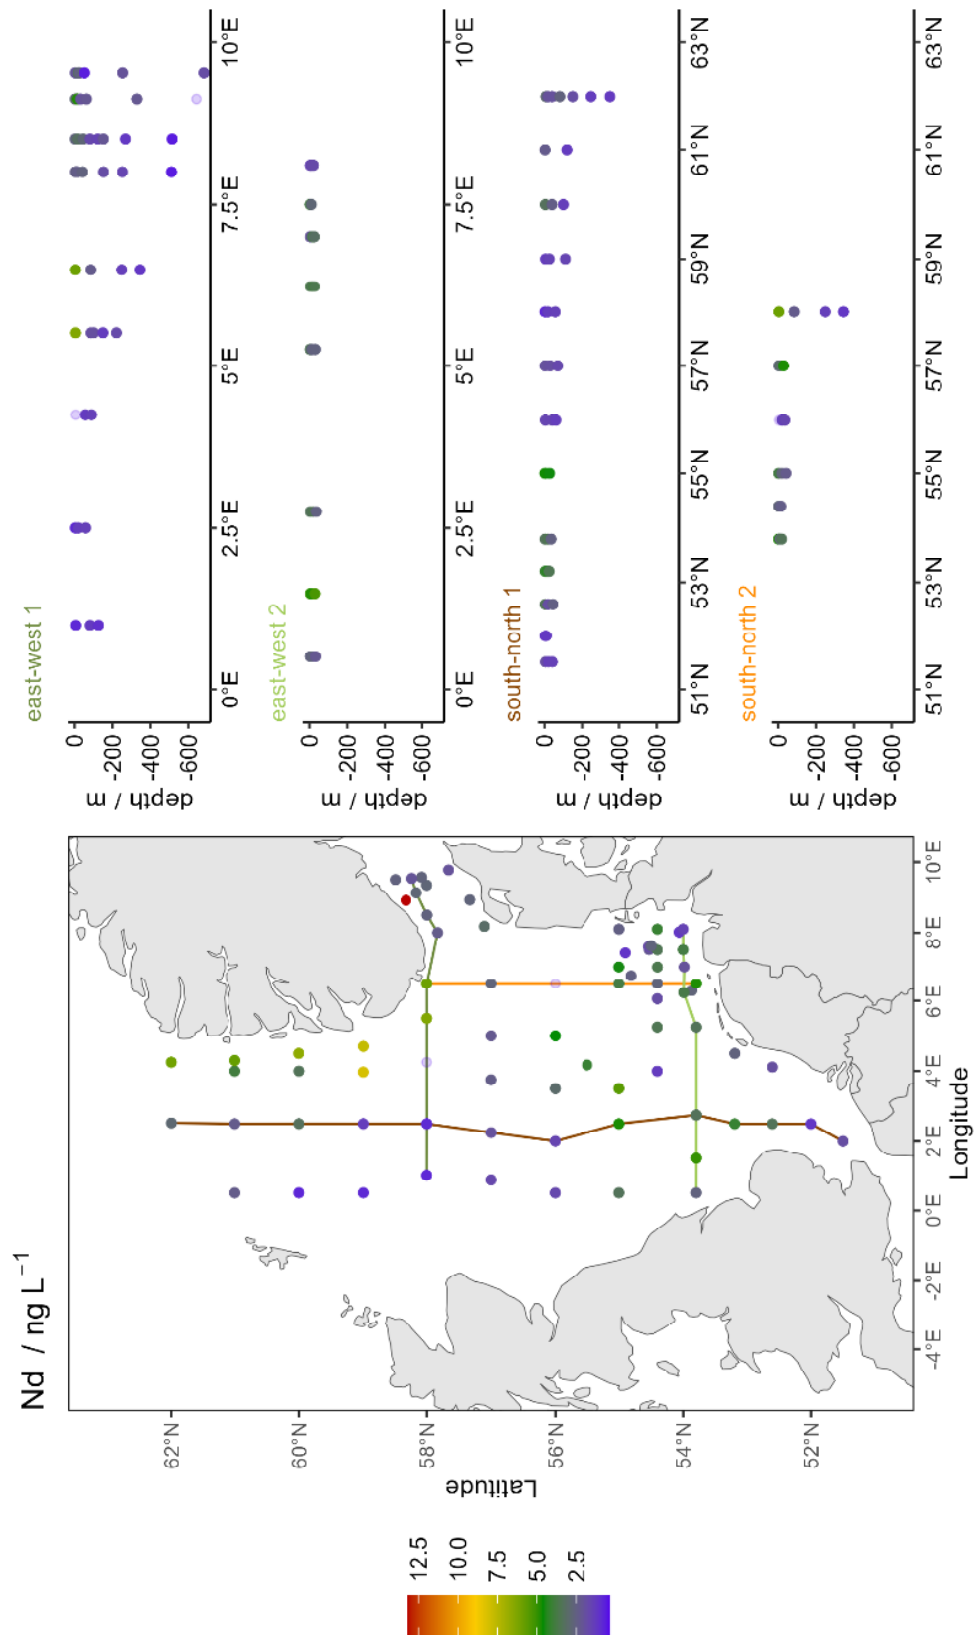 Nd / ng L⁻¹
12.5
10.0
7.5
5.0
2.5
Latitude
62°N
60°N
58°N
56°N
54°N
52°N
-4°E
-2°E
0°E
2°E
4°E
6°E
8°E
10°E
Longitude
east-west 1
depth / m
0
-200
-400
-600
0°E
2.5°E
5°E
7.5°E
10°E
east-west 2
depth / m
0
-200
-400
-600
0°E
2.5°E
5°E
7.5°E
10°E
south-north 1
depth / m
0
-200
-400
-600
51°N
53°N
55°N
57°N
59°N
61°N
63°N
south-north 2
depth / m
0
-200
-400
-600
51°N
53°N
55°N
57°N
59°N
61°N
63°N